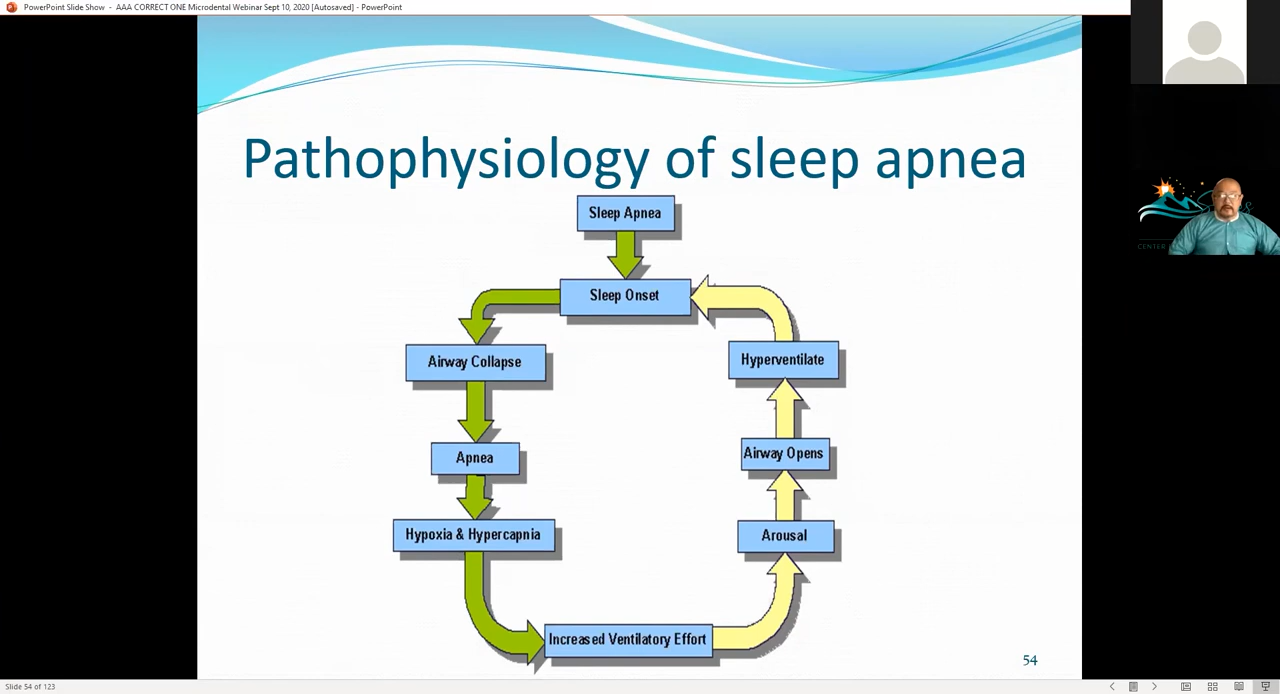 PowerPoint Slide Show - AAA CORRECT ONE Microdental Webinar Sept 10, 2020 [Autosaved] - PowerPoint
Pathophysiology of sleep apnea
Sleep Apnea
Sleep Onset
Airway Collapse
Hyperventilate
Apnea
Airway Opens
Hypoxia & Hypercapnia
Arousal
Increased Ventilatory Effort
54
CENTER
Slide 54 of 123